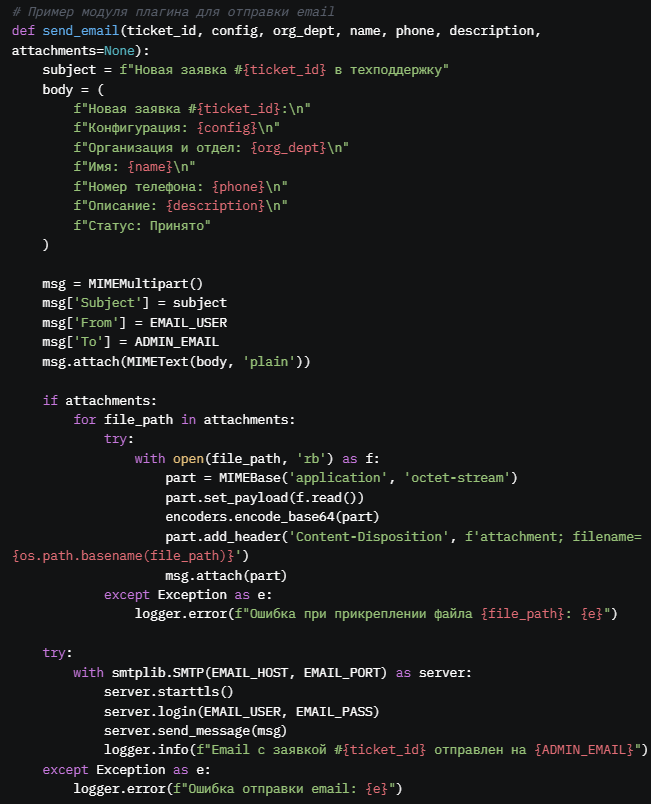 # Пример модуля плагина для отправки email
def send_email(ticket_id, config, org_dept, name, phone, description,
attachments=None):
    subject = f"Новая заявка #{ticket_id} в техподдержку"
    body = (
        f"Новая заявка #{ticket_id}:\n"
        f"Конфигурация: {config}\n"
        f"Организация и отдел: {org_dept}\n"
        f"Имя: {name}\n"
        f"Номер телефона: {phone}\n"
        f"Описание: {description}\n"
        f"Статус: Принято"
    )

    msg = MIMEMultipart()
    msg['Subject'] = subject
    msg['From'] = EMAIL_USER
    msg['To'] = ADMIN_EMAIL
    msg.attach(MIMEText(body, 'plain'))

    if attachments:
        for file_path in attachments:
            try:
                with open(file_path, 'rb') as f:
                    part = MIMEBase('application', 'octet-stream')
                    part.set_payload(f.read())
                    encoders.encode_base64(part)
                    part.add_header('Content-Disposition', f'attachment; filename=
{os.path.basename(file_path)}')
                    msg.attach(part)
            except Exception as e:
                logger.error(f"Ошибка при прикреплении файла {file_path}: {e}")

    try:
        with smtplib.SMTP(EMAIL_HOST, EMAIL_PORT) as server:
            server.starttls()
            server.login(EMAIL_USER, EMAIL_PASS)
            server.send_message(msg)
            logger.info(f"Email с заявкой #{ticket_id} отправлен на {ADMIN_EMAIL}")
    except Exception as e:
        logger.error(f"Ошибка отправки email: {e}")